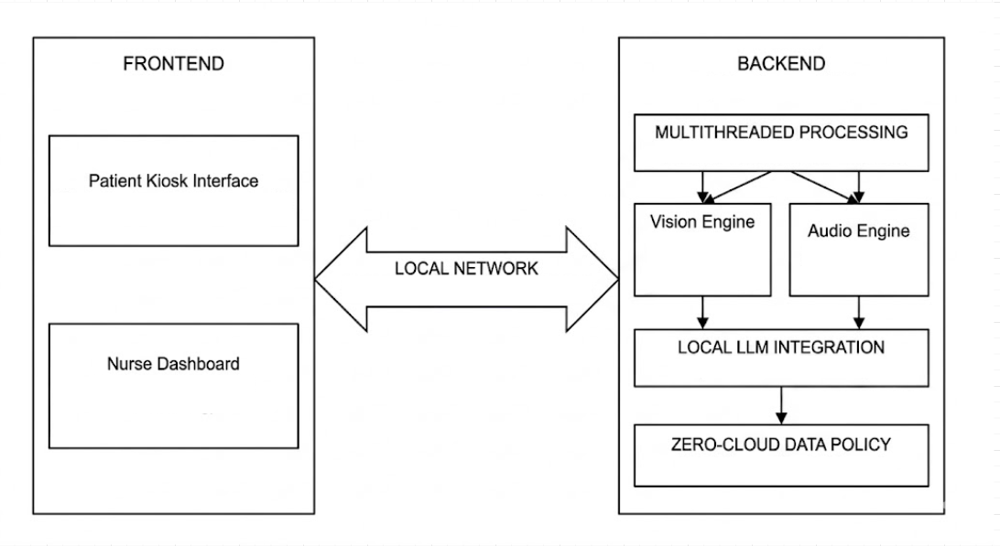 FRONTEND
Patient Kiosk Interface
Nurse Dashboard
LOCAL NETWORK
BACKEND
MULTITHREADED PROCESSING
Vision Engine
Audio Engine
LOCAL LLM INTEGRATION
ZERO-CLOUD DATA POLICY